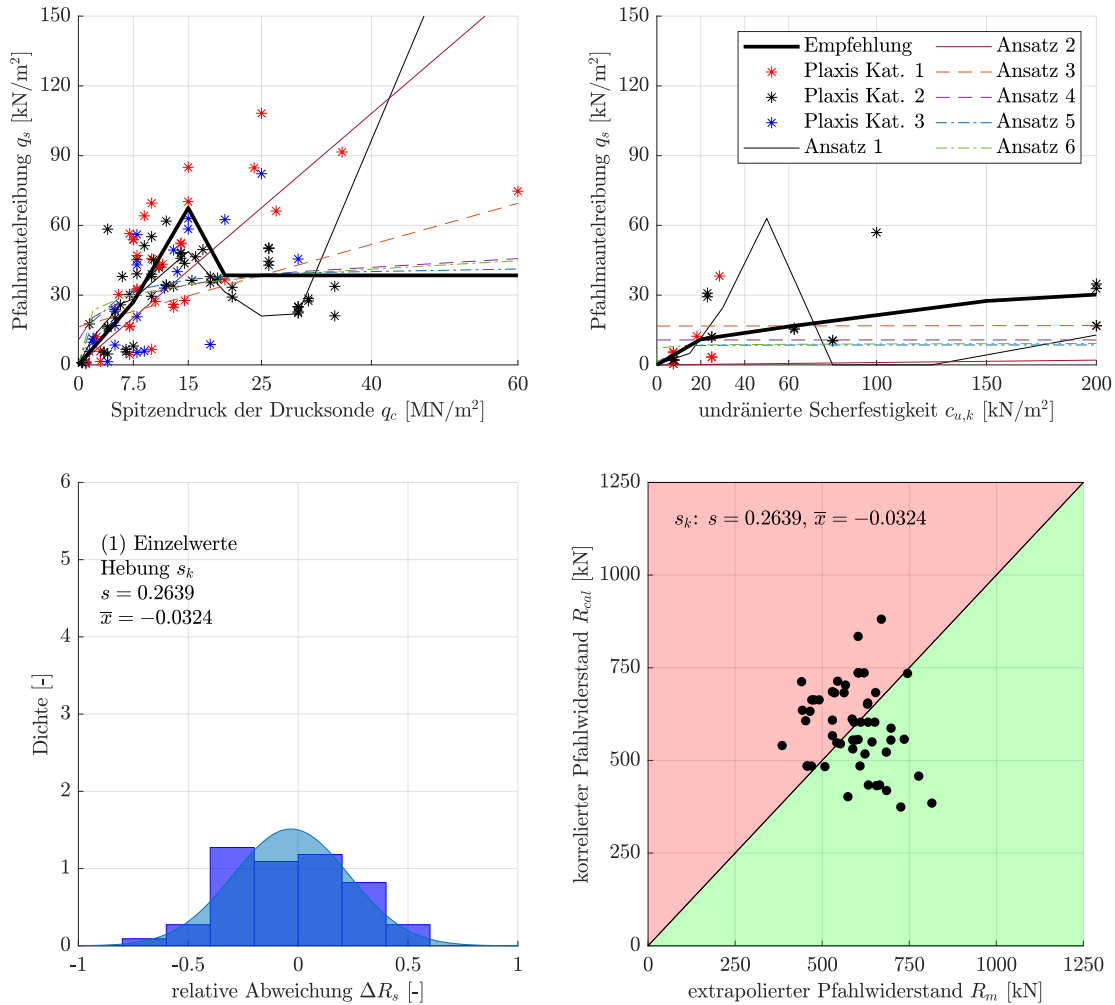 150
120
90
60
30
0
Pfahlmantelreibung q_s [kN/m²]
0 7.5 15 25 40 60
Spitzendruck der Drucksonde q_c [MN/m²]
150
120
90
60
30
0
Pfahlmantelreibung q_s [kN/m²]
Empfehlung
Plaxis Kat. 1
Plaxis Kat. 2
Plaxis Kat. 3
Ansatz 1
Ansatz 2
Ansatz 3
Ansatz 4
Ansatz 5
Ansatz 6
0 20 40 60 100 150 200
undränierte Scherfestigkeit c_{u,k} [kN/m²]
6
5
4
3
2
1
0
Dichte [-]
(1) Einzelwerte
Hebung s_k
s = 0.2639
x̅ = −0.0324
-1 -0.5 0 0.5 1
relative Abweichung ΔR_s [-]
1250
1000
750
500
250
0
korrelierter Pfahlwiderstand R_{cal} [kN]
s_k: s = 0.2639, x̅ = −0.0324
0 250 500 750 1000 1250
extrapolierter Pfahlwiderstand R_m [kN]